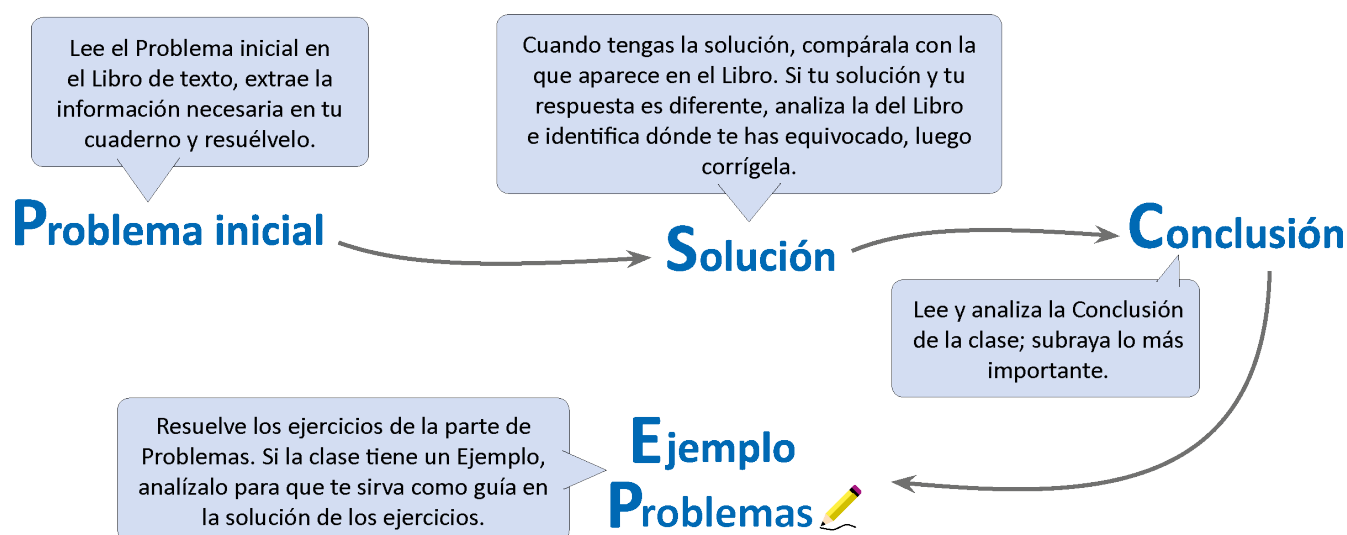 Lee el Problema inicial en
el Libro de texto, extrae la
información necesaria en tu
cuaderno y resuélvelo.
Problema inicial
Cuando tengas la solución, compárala con la
que aparece en el Libro. Si tu solución y tu
respuesta es diferente, analiza la del Libro
e identifica dónde te has equivocado, luego
corrígela.
Solución
Conclusión
Lee y analiza la Conclusión
de la clase; subraya lo más
importante.
Resuelve los ejercicios de la parte de
Problemas. Si la clase tiene un Ejemplo,
analízalo para que te sirva como guía en
la solución de los ejercicios.
Ejemplo
Problemas